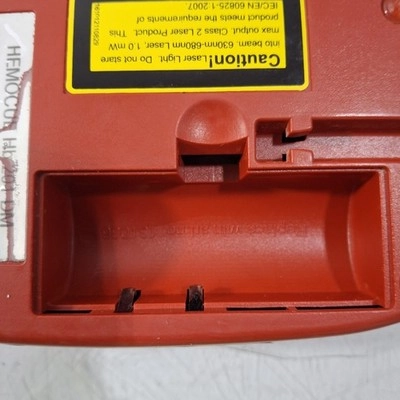 Caution! Laser Light. Do not stare
into beam 630nm-680nm Laser. 1.0 mW
max output. Class 2 Laser Product. This
product meets the requirements of
IEC/EN 60825-1:2007
HEMOCUE Hb 201 DM